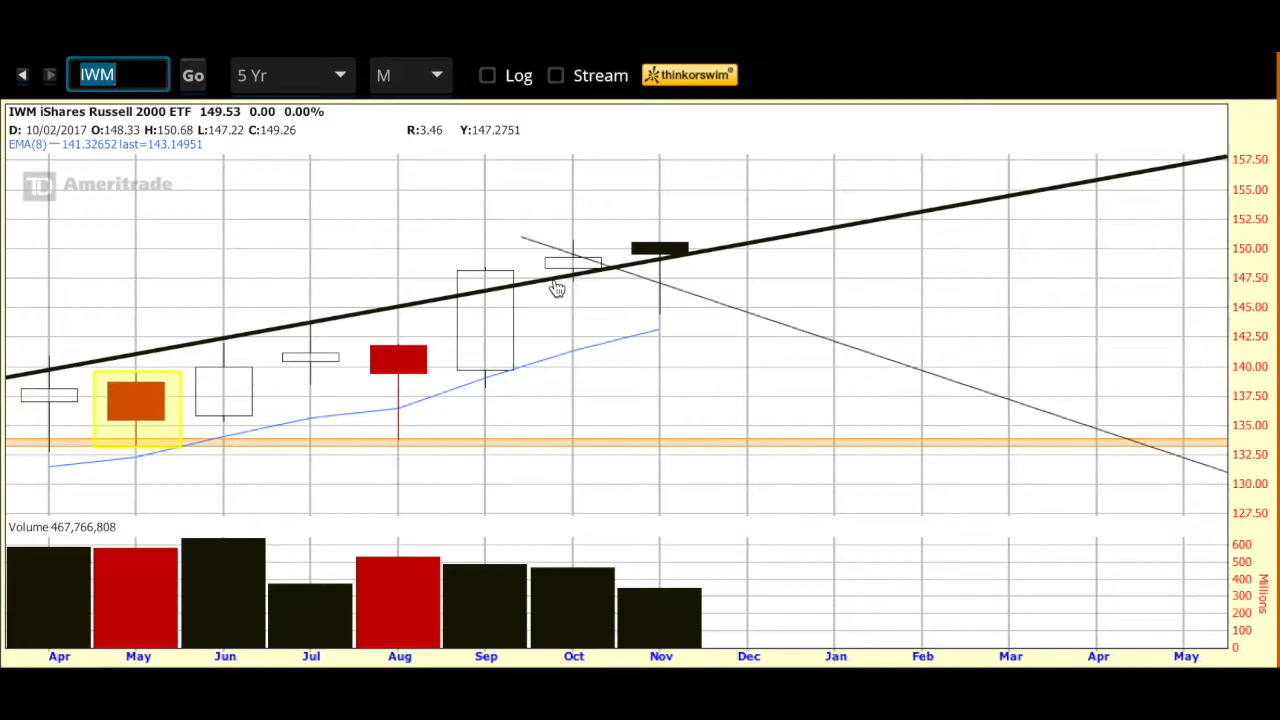 IWM Go 5 Yr M Log Stream thinkorswim®
IWM iShares Russell 2000 ETF 149.53 0.00 0.00%
D: 10/02/2017 O:148.33 H:150.68 L:147.22 C:149.26 R:3.46 Y:147.2751
EMA(8) — 141.32652 last=143.14951
TD Ameritrade
157.50
155.00
152.50
150.00
147.50
145.00
142.50
140.00
137.50
135.00
132.50
130.00
127.50
Volume 467,766,808
600
500
400
300
200
100
0
Millions
Apr May Jun Jul Aug Sep Oct Nov Dec Jan Feb Mar Apr May